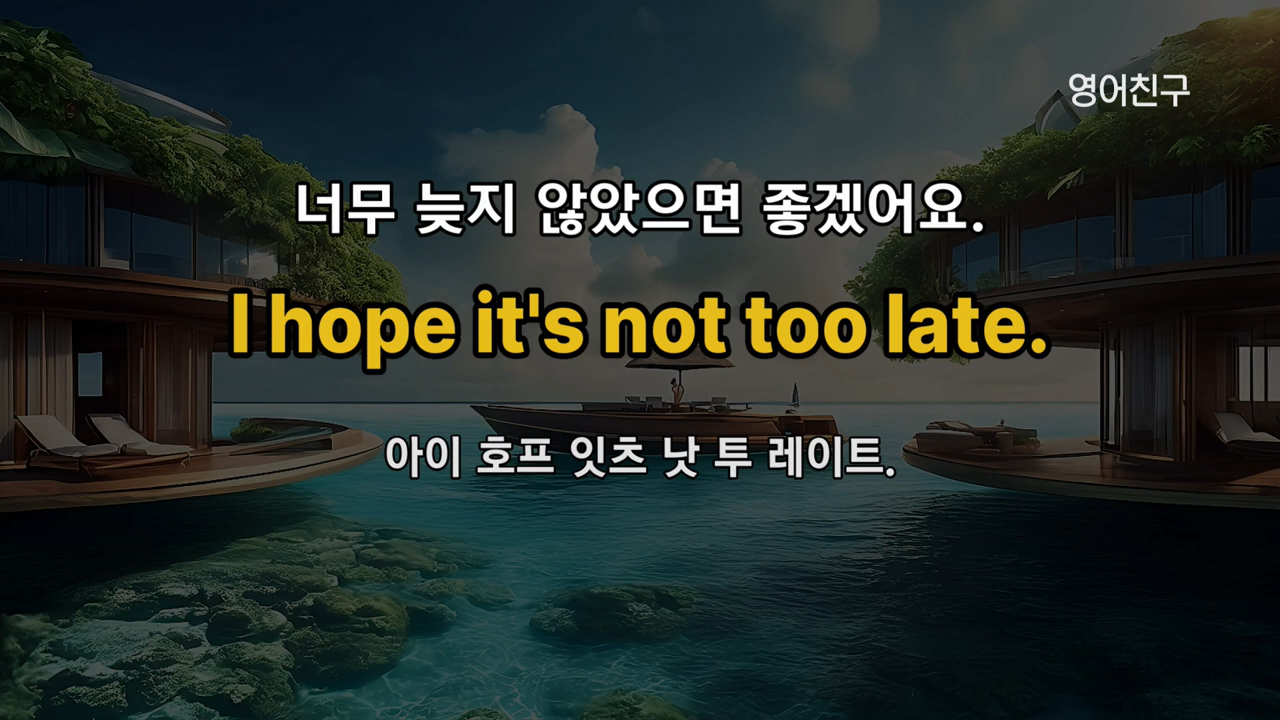 영어친구
너무 늦지 않았으면 좋겠어요.
I hope it's not too late.
아이 호프 잇츠 낫 투 레이트.